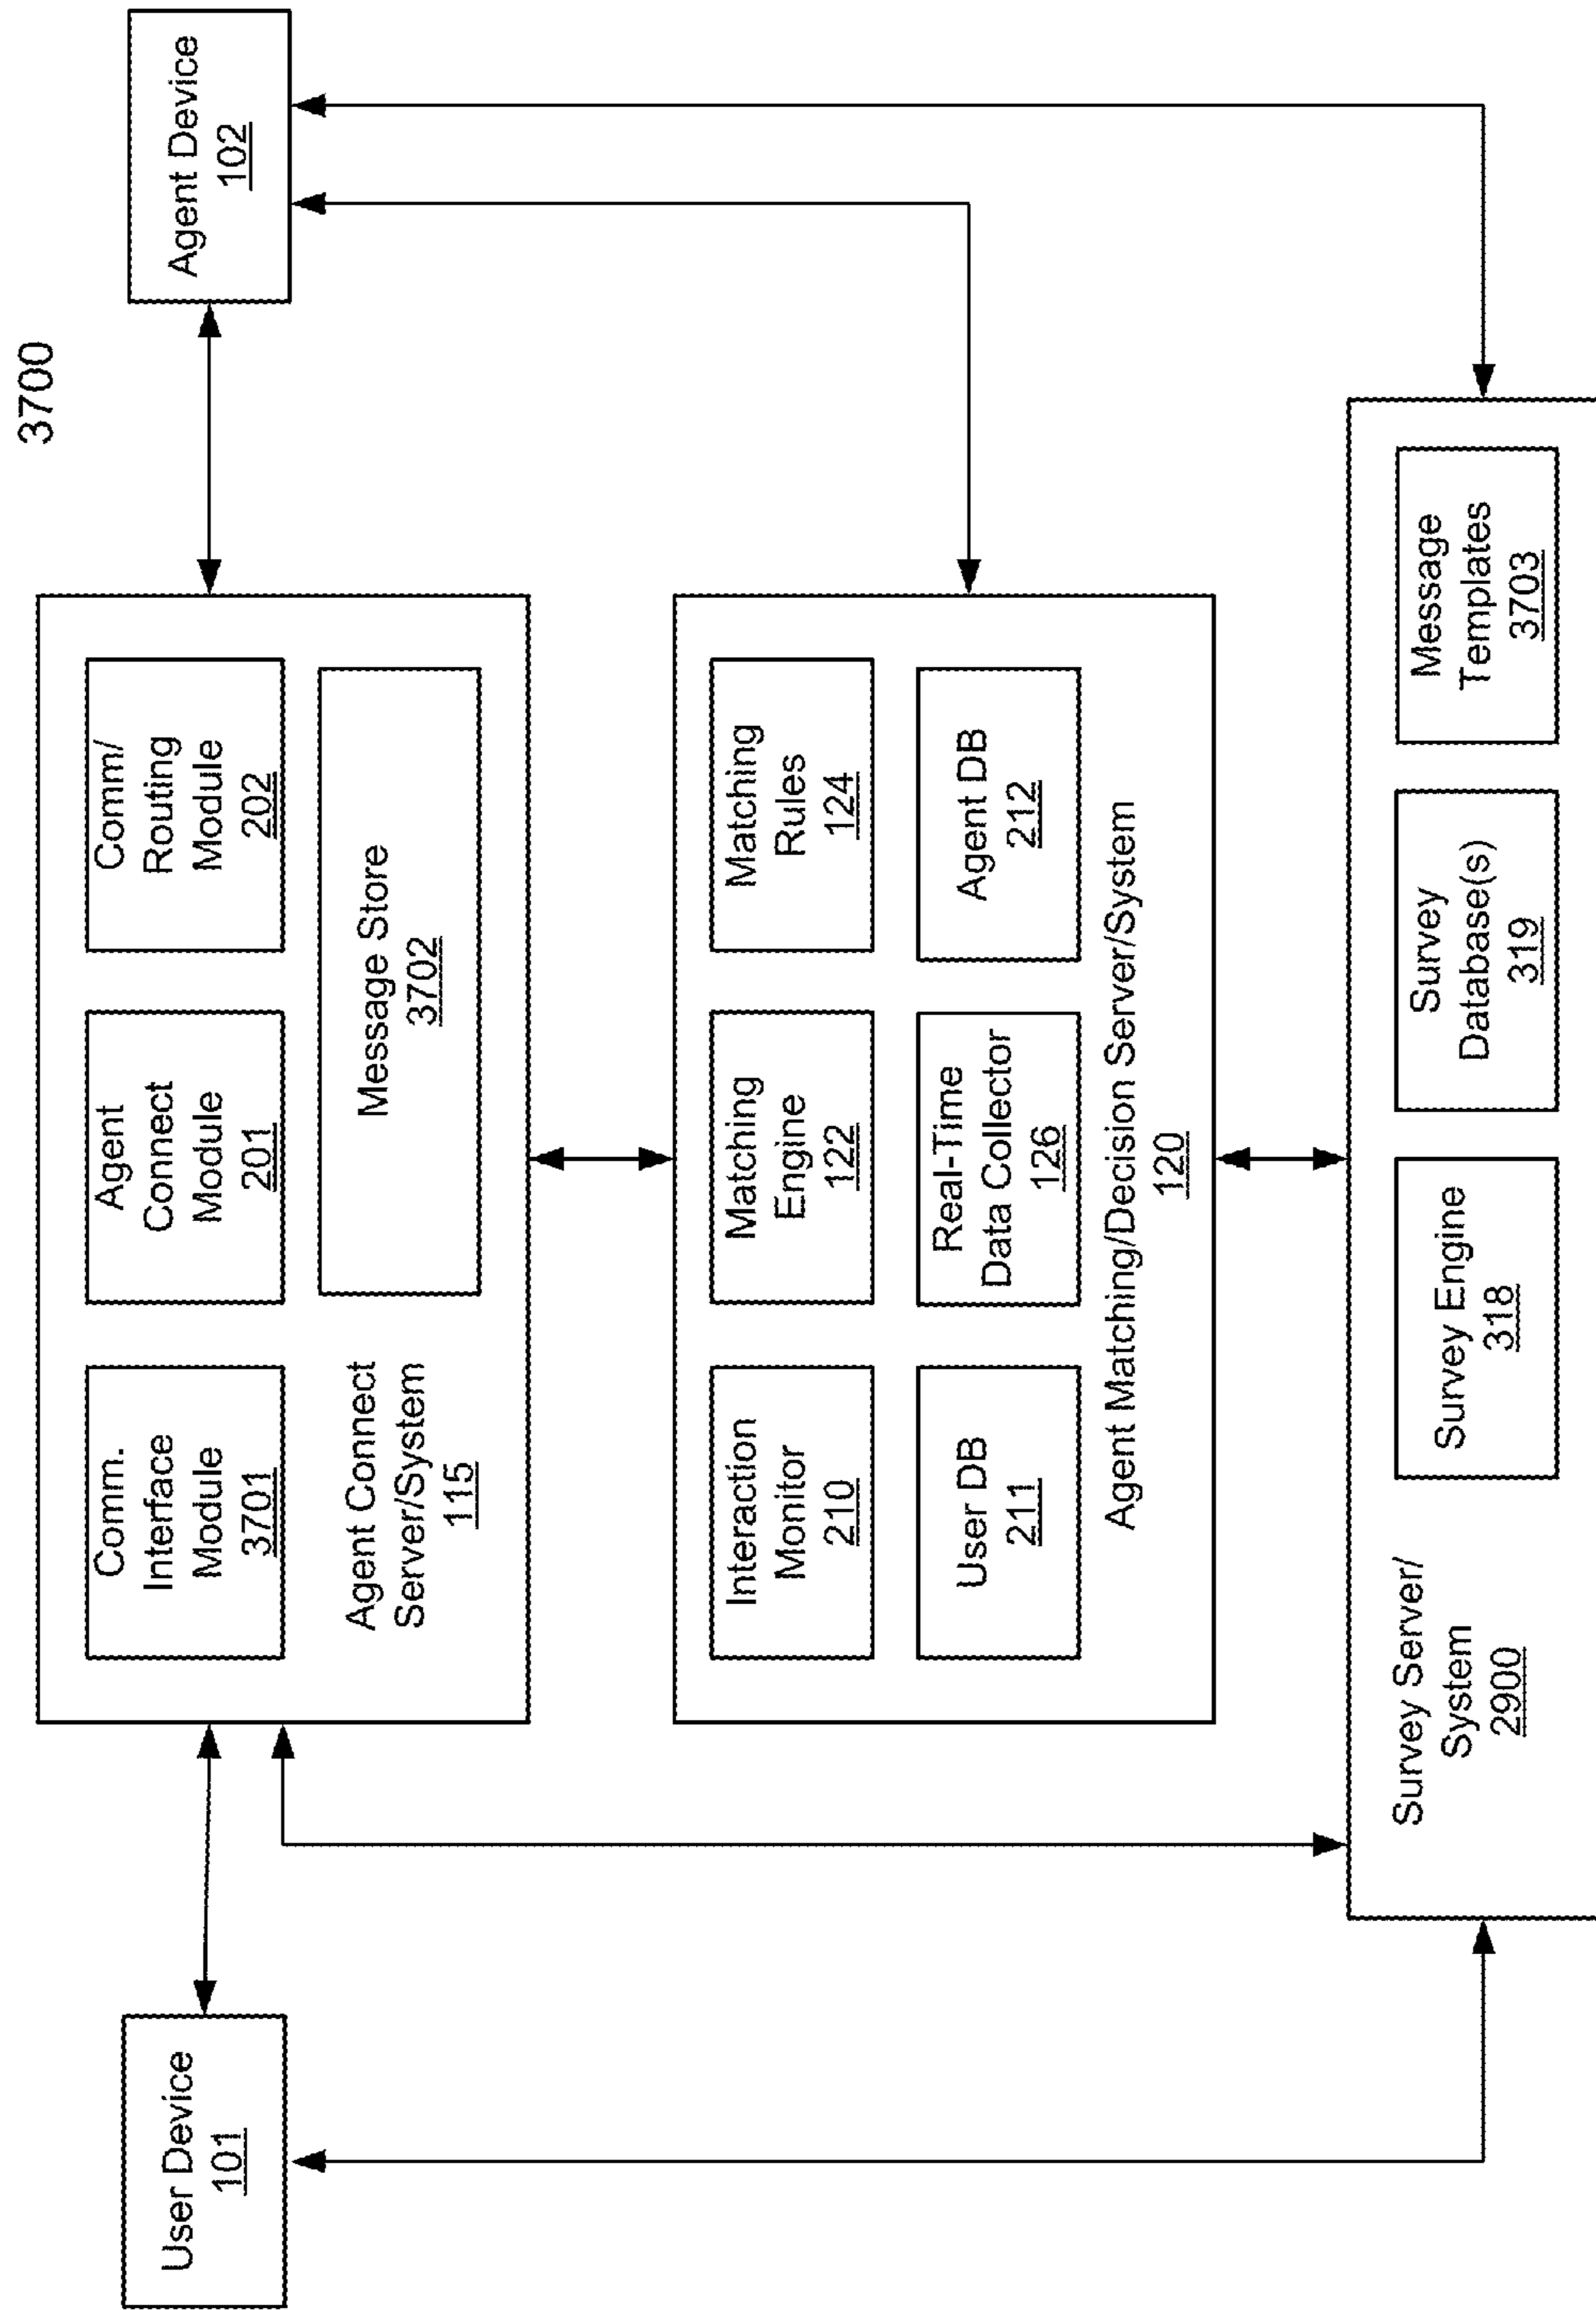 3700
User Device
101
Agent Device
102
Comm.
Interface
Module
3701
Agent
Connect
Module
201
Comm/
Routing
Module
202
Agent Connect
Server/System
115
Message Store
3702
Interaction
Monitor
210
Matching
Engine
122
Matching
Rules
124
User DB
211
Real-Time
Data Collector
126
Agent DB
212
Agent Matching/Decision Server/System
120
Survey Server/
System
2900
Survey Engine
318
Survey
Database(s)
319
Message
Templates
3703